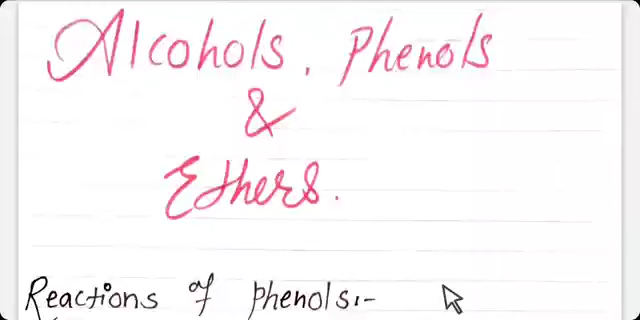 Alcohols, Phenols
&
Ethers.
Reactions of phenols:-